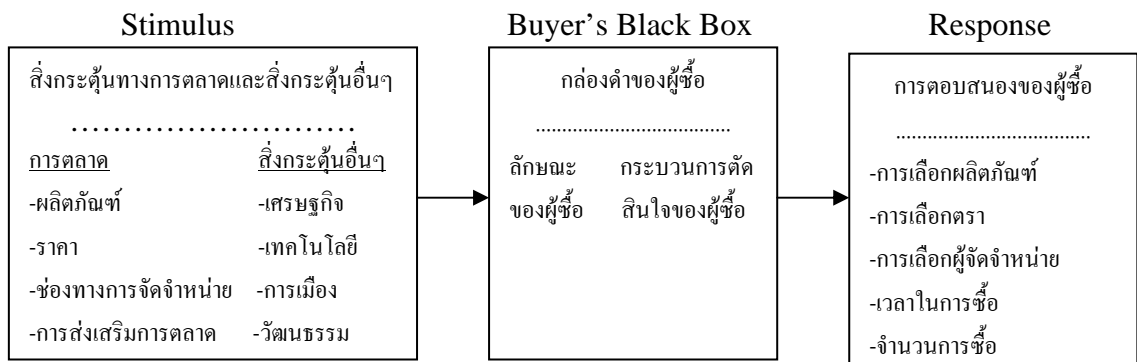 Stimulus
สิ่งกระตุ้นทางการตลาดและสิ่งกระตุ้นอื่นๆ
...........................
การตลาด สิ่งกระตุ้นอื่นๆ
-ผลิตภัณฑ์ -เศรษฐกิจ
-ราคา -เทคโนโลยี
-ช่องทางการจัดจำหน่าย -การเมือง
-การส่งเสริมการตลาด -วัฒนธรรม
Buyer's Black Box
กล่องดำของผู้ซื้อ
...................................
ลักษณะ กระบวนการตัด
ของผู้ซื้อ สินใจของผู้ซื้อ
Response
การตอบสนองของผู้ซื้อ
...................................
-การเลือกผลิตภัณฑ์
-การเลือกตรา
-การเลือกผู้จัดจำหน่าย
-เวลาในการซื้อ
-จำนวนการซื้อ